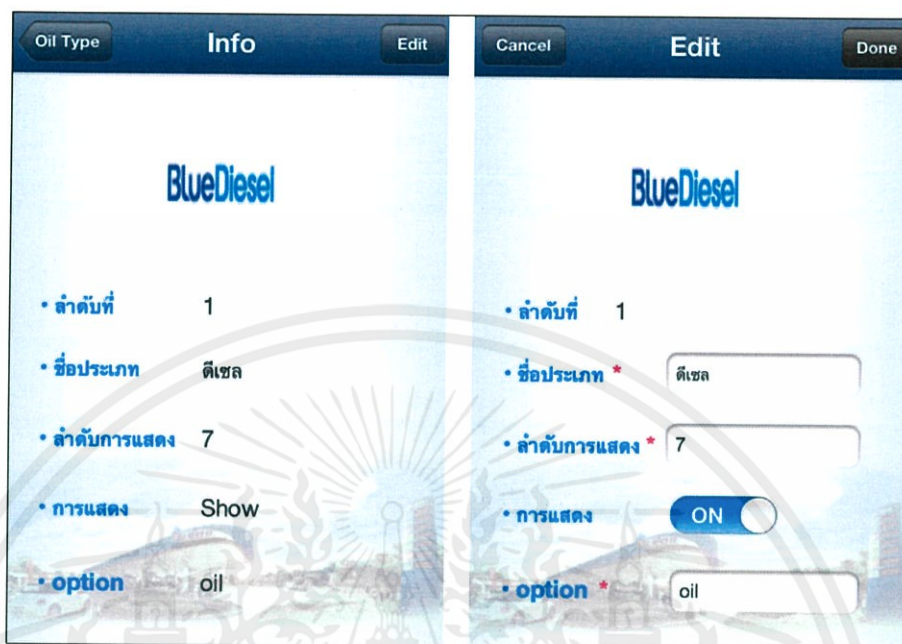 Oil Type Info Edit
BlueDiesel
• ลำดับที่ 1
• ชื่อประเภท ดีเซล
• ลำดับการแสดง 7
• การแสดง Show
• option oil
Cancel Edit Done
BlueDiesel
• ลำดับที่ 1
• ชื่อประเภท * ดีเซล
• ลำดับการแสดง * 7
• การแสดง ON
• option * oil